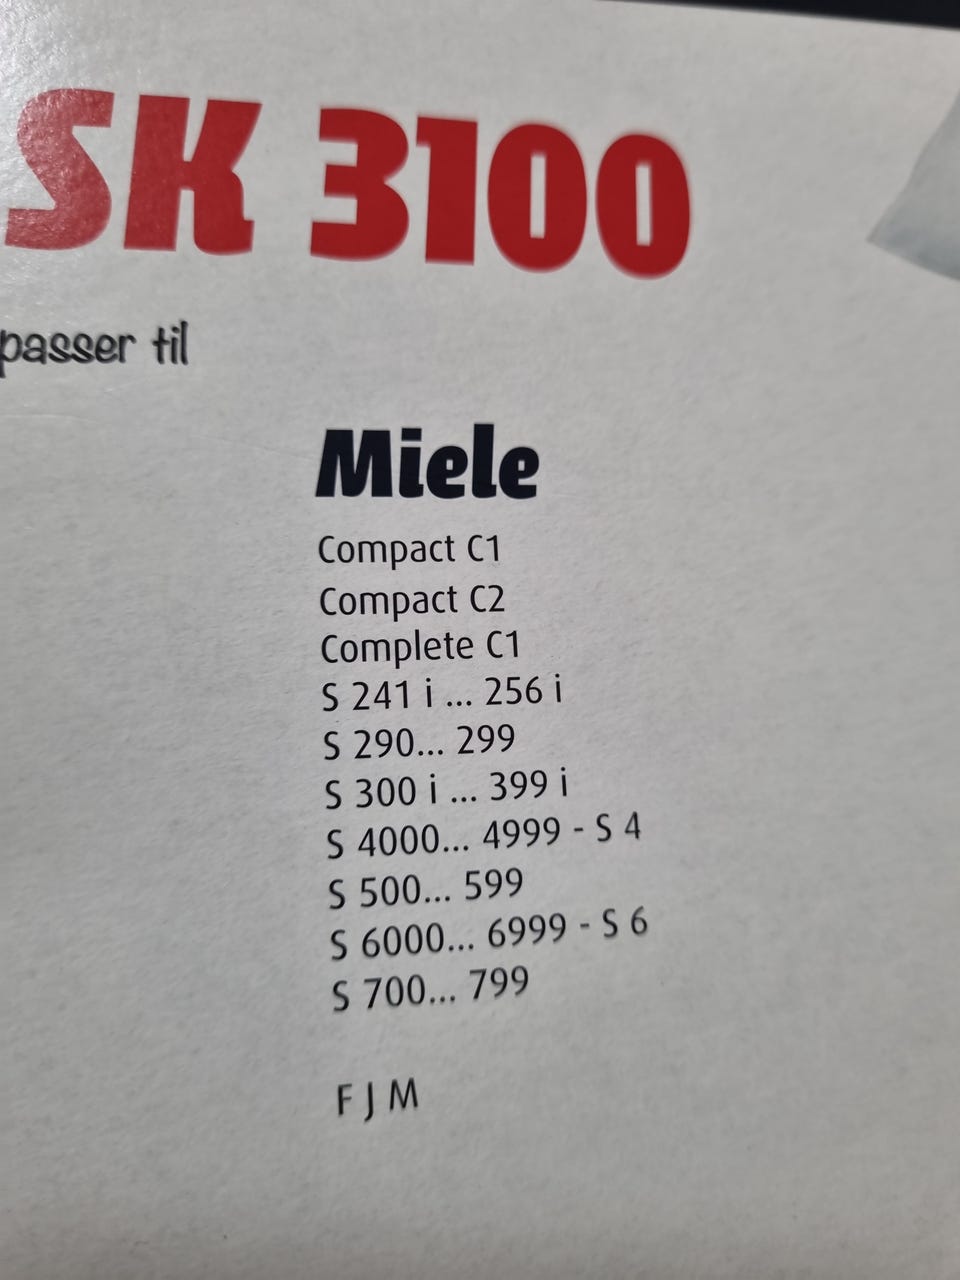 SK 3100
passer til
Miele
Compact C1
Compact C2
Complete C1
S 241 i ... 256 i
S 290... 299
S 300 i ... 399 i
S 4000... 4999 - S 4
S 500... 599
S 6000... 6999 - S 6
S 700... 799
F J M